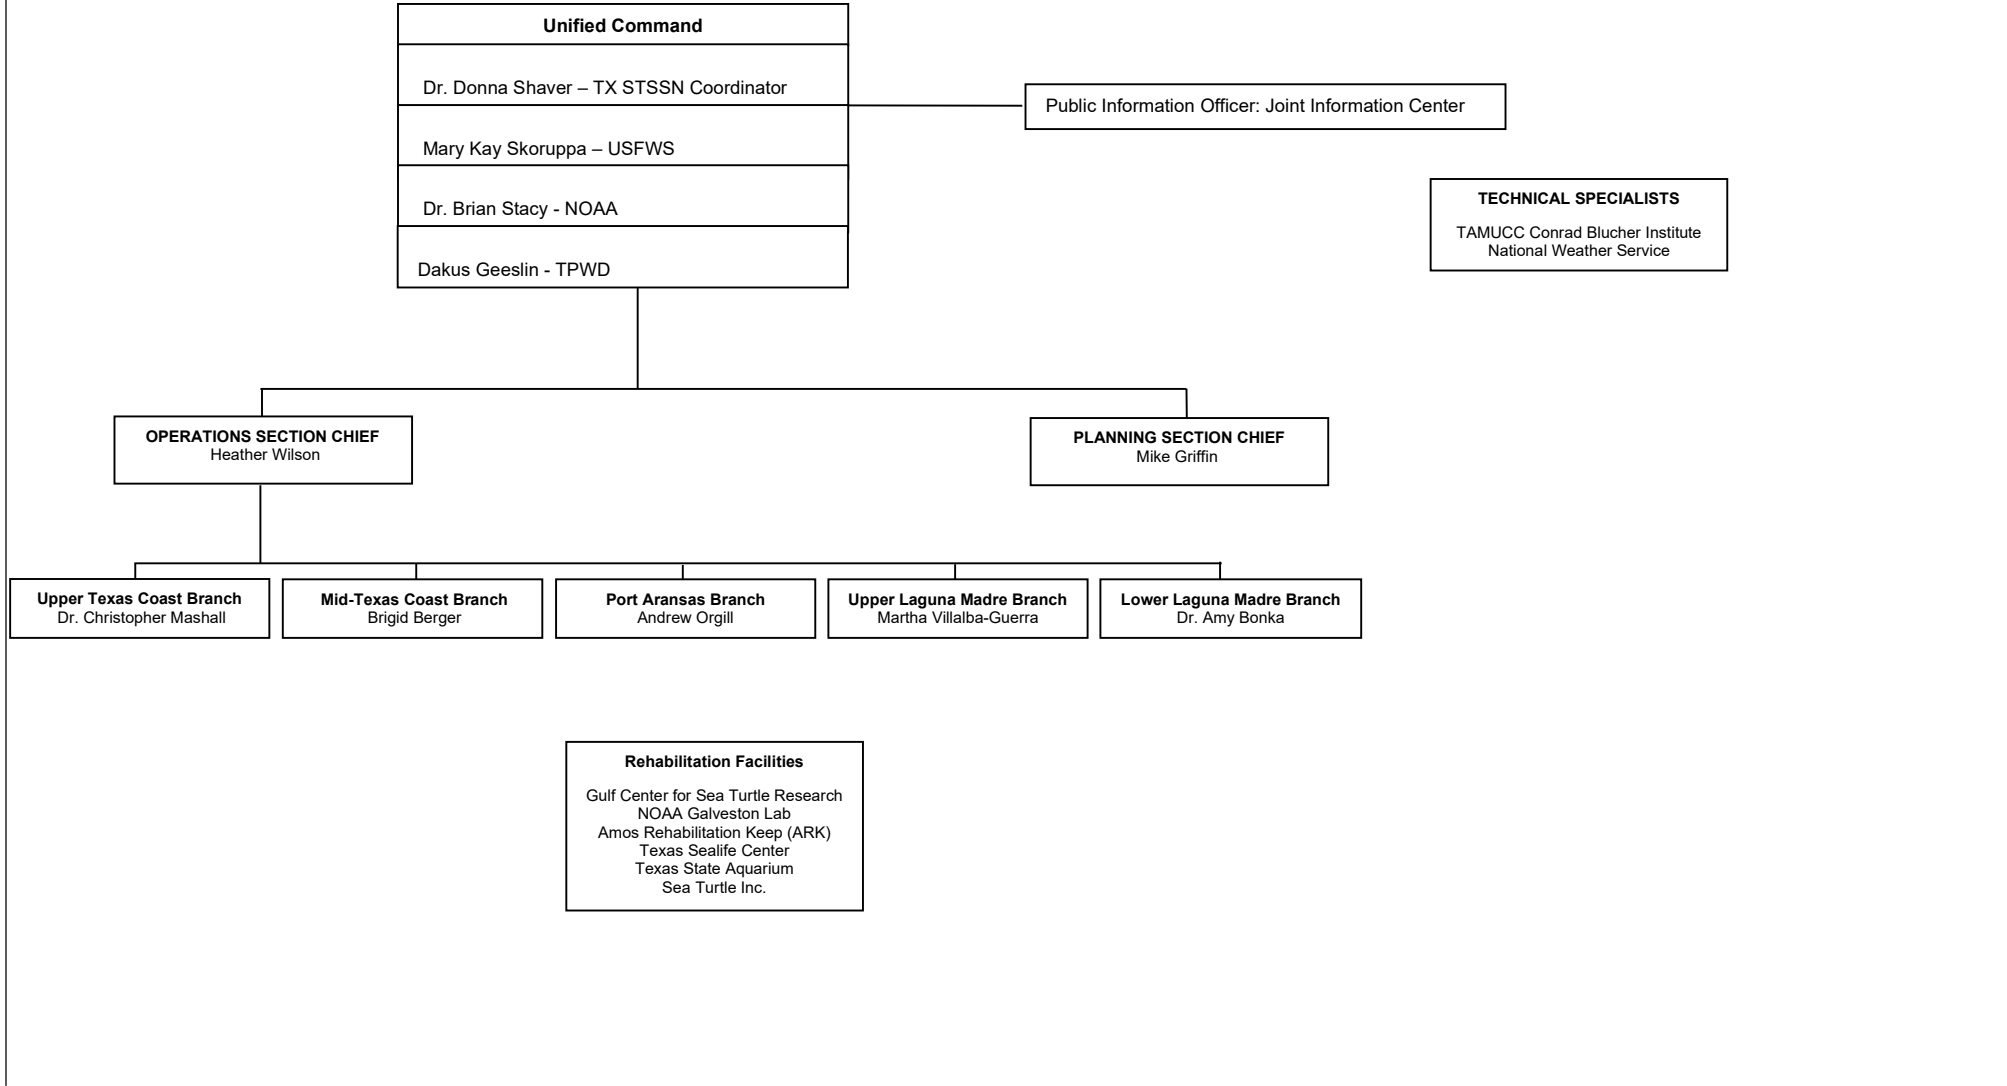 Unified Command
Dr. Donna Shaver – TX STSSN Coordinator
Mary Kay Skoruppa – USFWS
Dr. Brian Stacy - NOAA
Dakus Geeslin - TPWD
Public Information Officer: Joint Information Center
TECHNICAL SPECIALISTS
TAMUCC Conrad Blucher Institute
National Weather Service
OPERATIONS SECTION CHIEF
Heather Wilson
PLANNING SECTION CHIEF
Mike Griffin
Upper Texas Coast Branch
Dr. Christopher Mashall
Mid-Texas Coast Branch
Brigid Berger
Port Aransas Branch
Andrew Orgill
Upper Laguna Madre Branch
Martha Villalba-Guerra
Lower Laguna Madre Branch
Dr. Amy Bonka
Rehabilitation Facilities
Gulf Center for Sea Turtle Research
NOAA Galveston Lab
Amos Rehabilitation Keep (ARK)
Texas Sealife Center
Texas State Aquarium
Sea Turtle Inc.